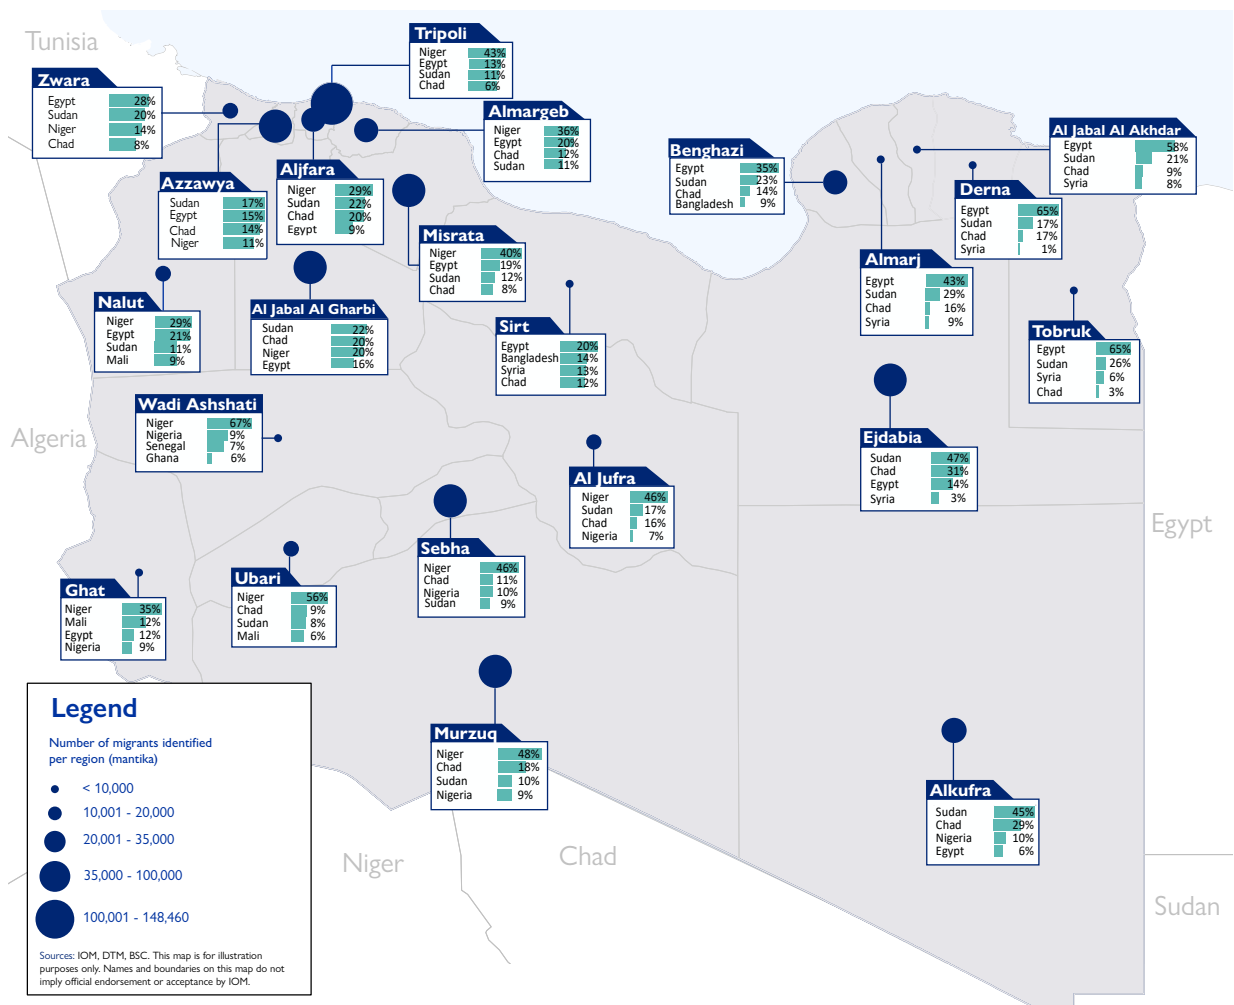 Tunisia
Tripoli
Niger 43%
Egypt 13%
Sudan 11%
Chad 6%
Zwara
Egypt 28%
Sudan 20%
Niger 14%
Chad 8%
Almargeb
Niger 36%
Egypt 20%
Chad 12%
Sudan 11%
Benghazi
Egypt 35%
Sudan 23%
Chad 14%
Bangladesh 9%
Al Jabal Al Akhdar
Egypt 58%
Sudan 21%
Chad 9%
Syria 8%
Azzawya
Sudan 17%
Egypt 15%
Chad 14%
Niger 11%
Aljfara
Niger 29%
Sudan 22%
Chad 20%
Egypt 9%
Derna
Egypt 65%
Sudan 17%
Chad 17%
Syria 1%
Misrata
Niger 40%
Egypt 19%
Sudan 12%
Chad 8%
Almarj
Egypt 43%
Sudan 29%
Chad 16%
Syria 9%
Nalut
Niger 29%
Egypt 21%
Sudan 11%
Mali 9%
Al Jabal Al Gharbi
Sudan 22%
Chad 20%
Niger 20%
Egypt 16%
Sirt
Egypt 20%
Bangladesh 14%
Syria 13%
Chad 12%
Tobruk
Egypt 65%
Sudan 26%
Syria 6%
Chad 3%
Wadi Ashshati
Niger 67%
Nigeria 9%
Senegal 7%
Ghana 6%
Algeria
Ejdabia
Sudan 47%
Chad 31%
Egypt 14%
Syria 3%
Al Jufra
Niger 46%
Sudan 17%
Chad 16%
Nigeria 7%
Egypt
Sebha
Niger 46%
Chad 11%
Nigeria 10%
Sudan 9%
Ubari
Niger 56%
Chad 9%
Sudan 8%
Mali 6%
Ghat
Niger 35%
Mali 12%
Egypt 12%
Nigeria 9%
Murzuq
Niger 48%
Chad 18%
Sudan 10%
Nigeria 9%
Alkufra
Sudan 45%
Chad 29%
Nigeria 10%
Egypt 6%
Niger
Chad
Sudan
Legend
Number of migrants identified
per region (mantika)
< 10,000
10,001 - 20,000
20,001 - 35,000
35,000 - 100,000
100,001 - 148,460
Sources: IOM, DTM, BSC. This map is for illustration
purposes only. Names and boundaries on this map do not
imply official endorsement or acceptance by IOM.